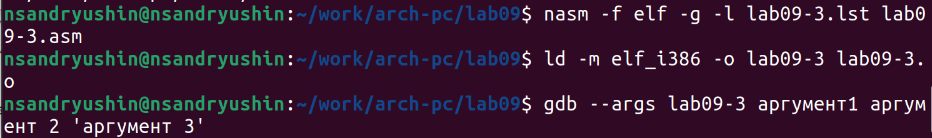 nsandryushin@nsandryushin:~/work/arch-pc/lab09$ nasm -f elf -g -l lab09-3.lst lab0
9-3.asm
nsandryushin@nsandryushin:~/work/arch-pc/lab09$ ld -m elf_i386 -o lab09-3 lab09-3.
o
nsandryushin@nsandryushin:~/work/arch-pc/lab09$ gdb --args lab09-3 аргумент1 аргум
ент 2 'аргумент 3'